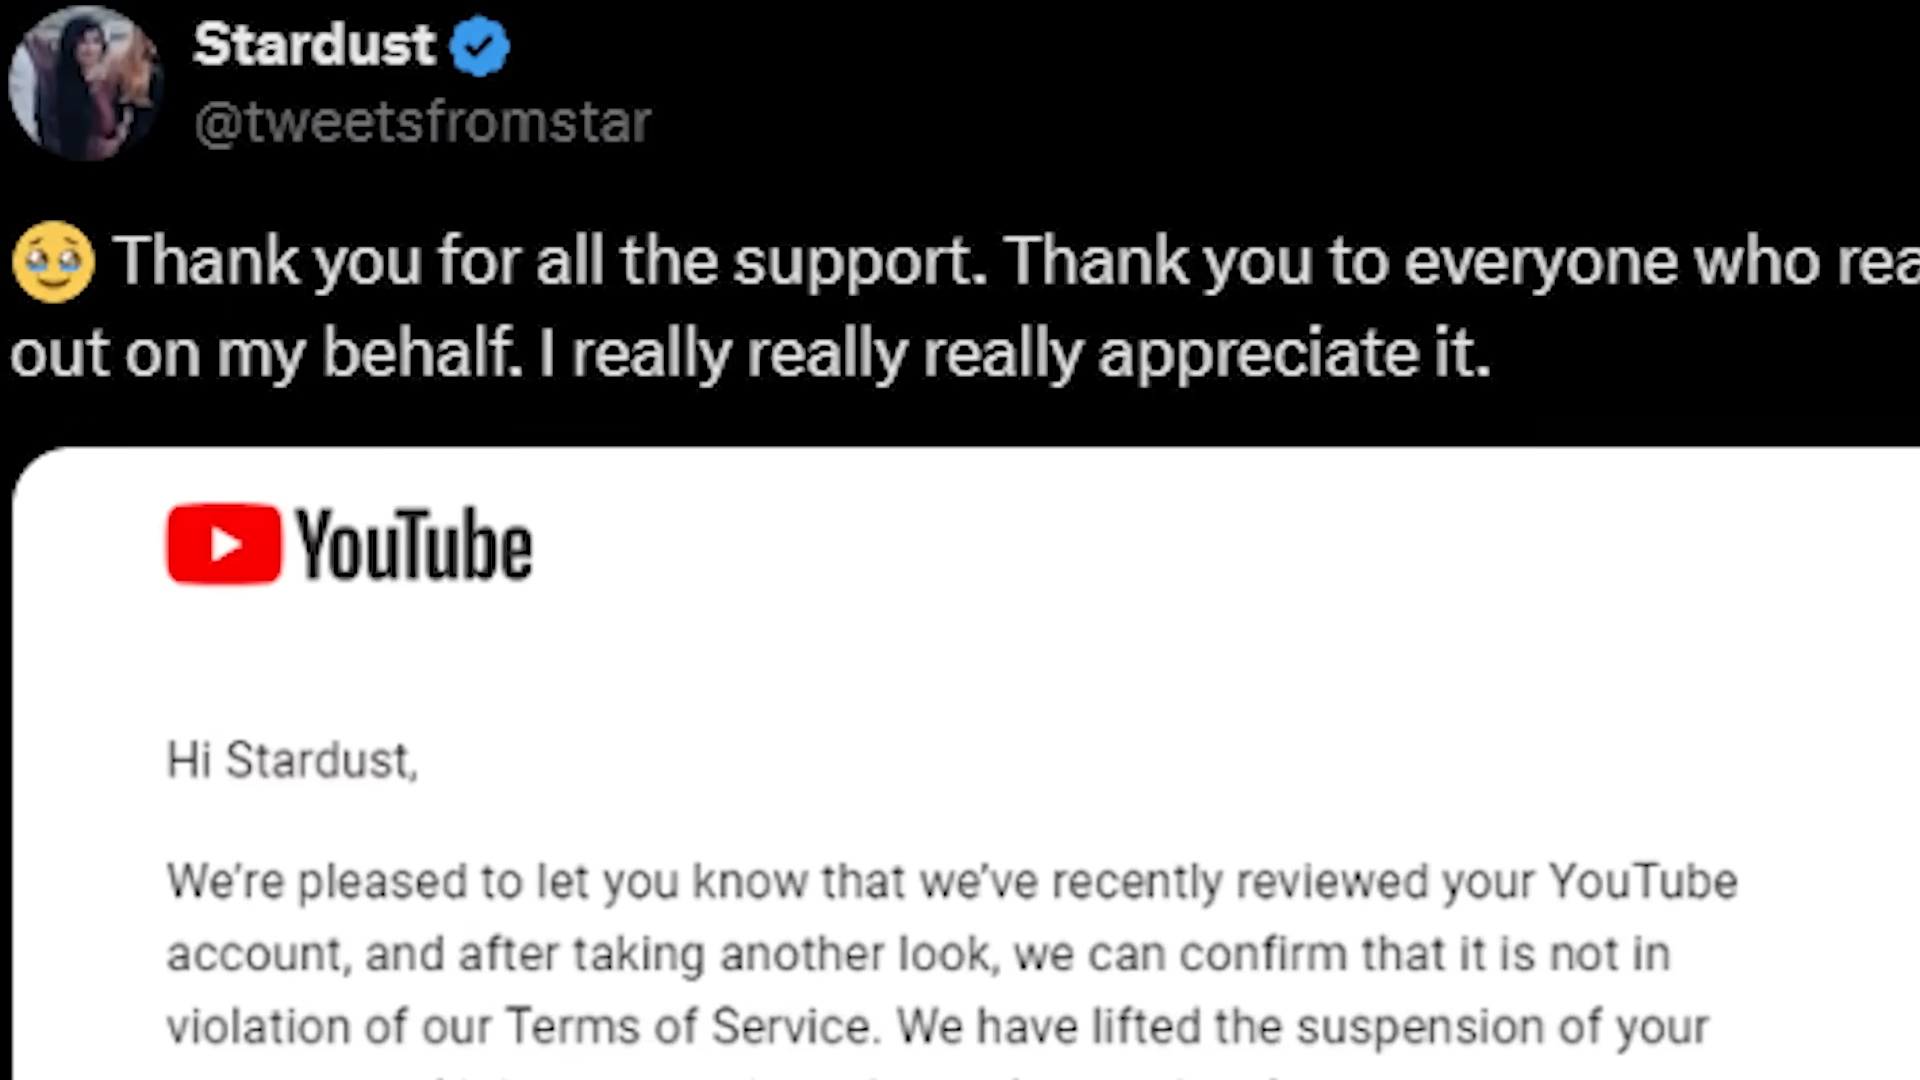 Stardust
@tweetsfromstar
🥹 Thank you for all the support. Thank you to everyone who
out on my behalf. I really really really appreciate it.
YouTube
Hi Stardust,
We're pleased to let you know that we've recently reviewed your YouTube
account, and after taking another look, we can confirm that it is not in
violation of our Terms of Service. We have lifted the suspension of your